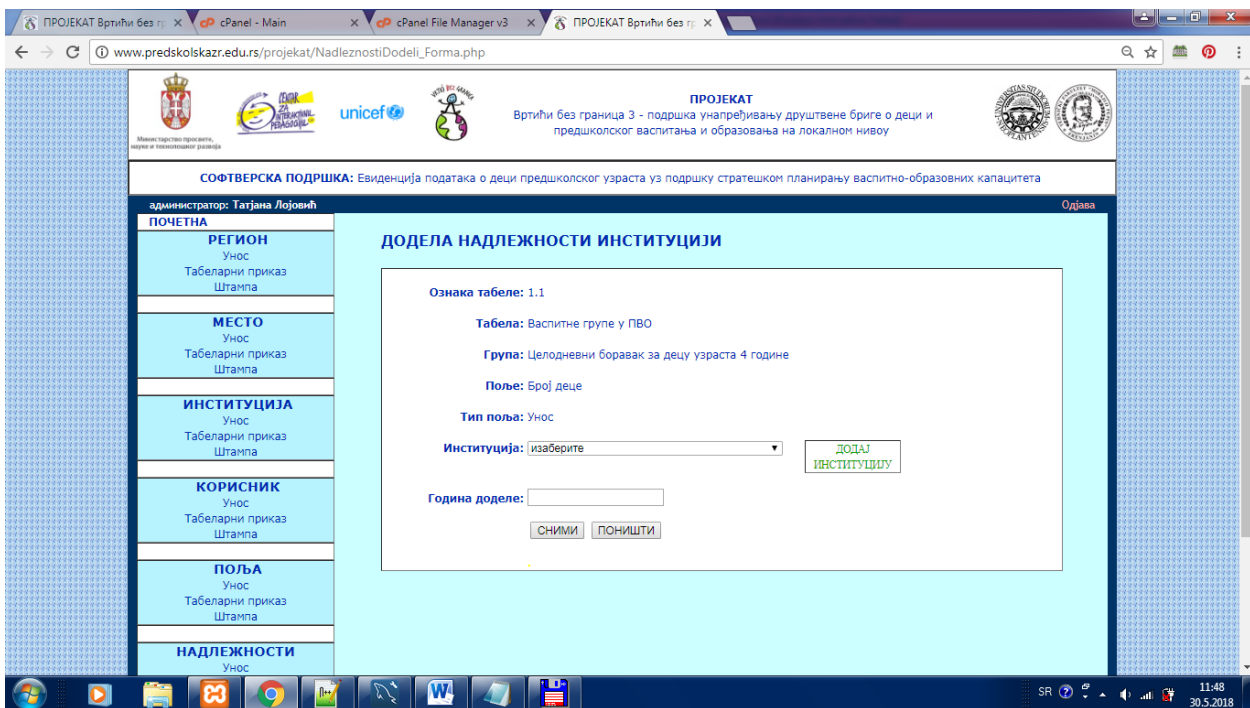 ПРОЈЕКАТ Вртићи без гр
cPanel - Main
cPanel File Manager v3
ПРОЈЕКАТ Вртићи без гр
www.predskolskazr.edu.rs/projekat/NadleznostiDodeli_Forma.php
Министарство просвете,
науке и технолошког развоја
CENTAR
ZA
INTERAKTIVNU
PEDAGOGIJU
unicef
ПРОЈЕКАТ
Вртићи без граница 3 - подршка унапређивању друштвене бриге о деци и
предшколског васпитања и образовања на локалном нивоу
СОФТВЕРСКА ПОДРШКА: Евиденција података о деци предшколског узраста уз подршку стратешком планирању васпитно-образовних капацитета
администратор: Татјана Лојовић
Одјава
ПОЧЕТНА
РЕГИОН
Унос
Табеларни приказ
Штампа
МЕСТО
Унос
Табеларни приказ
Штампа
ИНСТИТУЦИЈА
Унос
Табеларни приказ
Штампа
КОРИСНИК
Унос
Табеларни приказ
Штампа
ПОЉА
Унос
Табеларни приказ
Штампа
НАДЛЕЖНОСТИ
Унос
ДОДЕЛА НАДЛЕЖНОСТИ ИНСТИТУЦИЈИ
Ознака табеле: 1.1
Табела: Васпитне групе у ПВО
Група: Целодневни боравак за децу узраста 4 године
Поље: Број деце
Тип поља: Унос
Институција: изаберите
ДОДАЈ
ИНСТИТУЦИЈУ
Година доделе:
СНИМИ
ПОНИШТИ
SR
11:48
30.5.2018